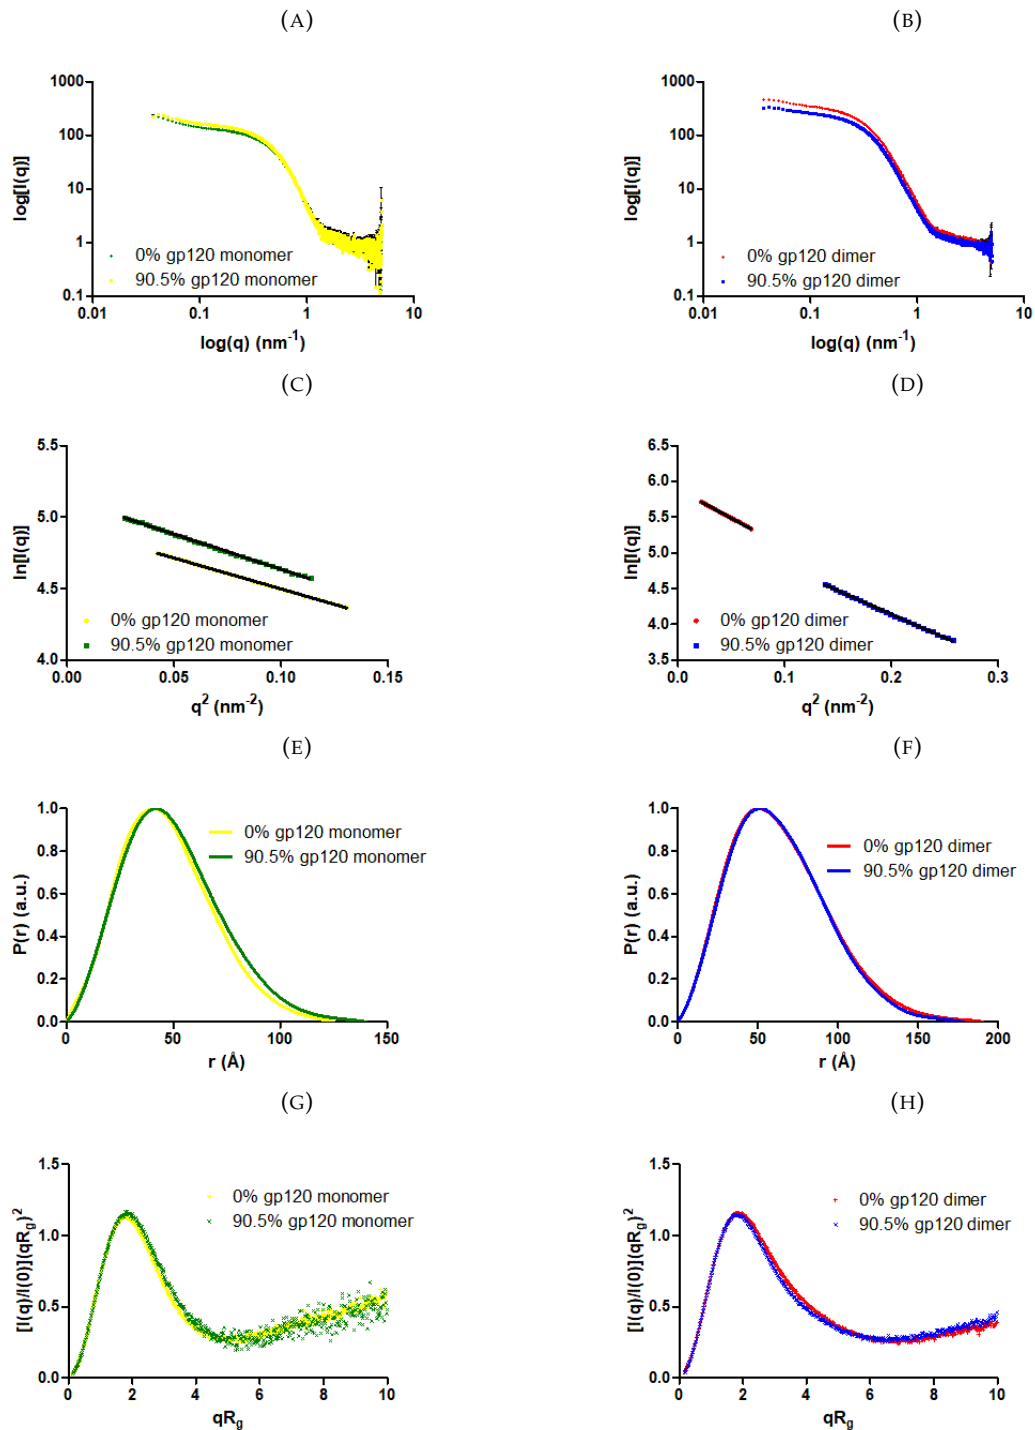 (A)
1000
100
10
1
0.1
log[I(q)]
0% gp120 monomer
90.5% gp120 monomer
0.01
0.1
1
10
log(q) (nm⁻¹)
(B)
1000
100
10
1
0.1
log[I(q)]
0% gp120 dimer
90.5% gp120 dimer
0.01
0.1
1
10
log(q) (nm⁻¹)
(C)
5.5
5.0
4.5
4.0
ln[I(q)]
0% gp120 monomer
90.5% gp120 monomer
0.00
0.05
0.10
0.15
q² (nm⁻²)
(D)
6.5
6.0
5.5
5.0
4.5
4.0
3.5
ln[I(q)]
0% gp120 dimer
90.5% gp120 dimer
0.0
0.1
0.2
0.3
q² (nm⁻²)
(E)
1.0
0.8
0.6
0.4
0.2
0.0
P(r) (a.u.)
0% gp120 monomer
90.5% gp120 monomer
0
50
100
150
r (Å)
(F)
1.0
0.8
0.6
0.4
0.2
0.0
P(r) (a.u.)
0% gp120 dimer
90.5% gp120 dimer
0
50
100
150
200
r (Å)
(G)
1.5
1.0
0.5
0.0
[I(q)/I(0)](qRg)²
0% gp120 monomer
90.5% gp120 monomer
0
2
4
6
8
10
qRg
(H)
1.5
1.0
0.5
0.0
[I(q)/I(0)](qRg)²
0% gp120 dimer
90.5% gp120 dimer
0
2
4
6
8
10
qRg